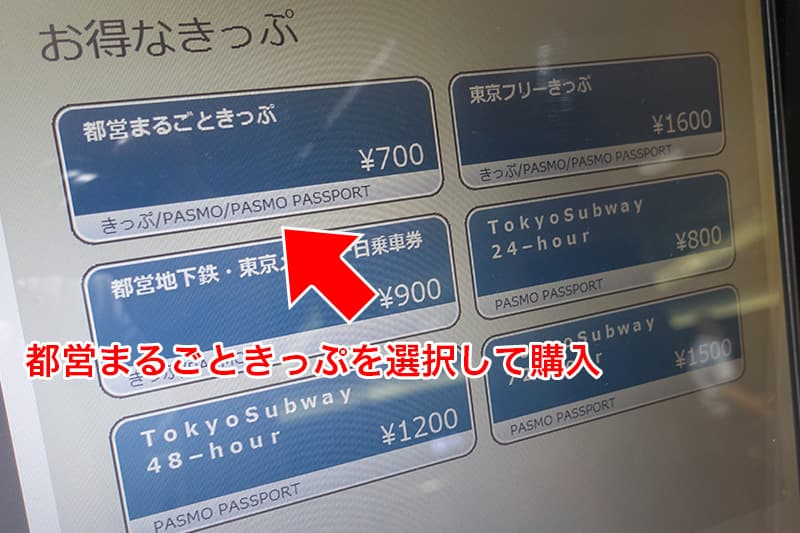 お得なきっぷ
都営まるごときっぷ
¥700
きっぷ/PASMO/PASMO PASSPORT
東京フリーきっぷ
¥1600
きっぷ/PASMO/PASMO PASSPORT
都営地下鉄・東京 日乗車券
¥900
TokyoSubway
24-hour
¥800
PASMO PASSPORT
都営まるごときっぷを選択して購入
TokyoSubway
¥1500
PASMO PASSPORT
TokyoSubway
48-hour
¥1200
PASMO PASSPORT